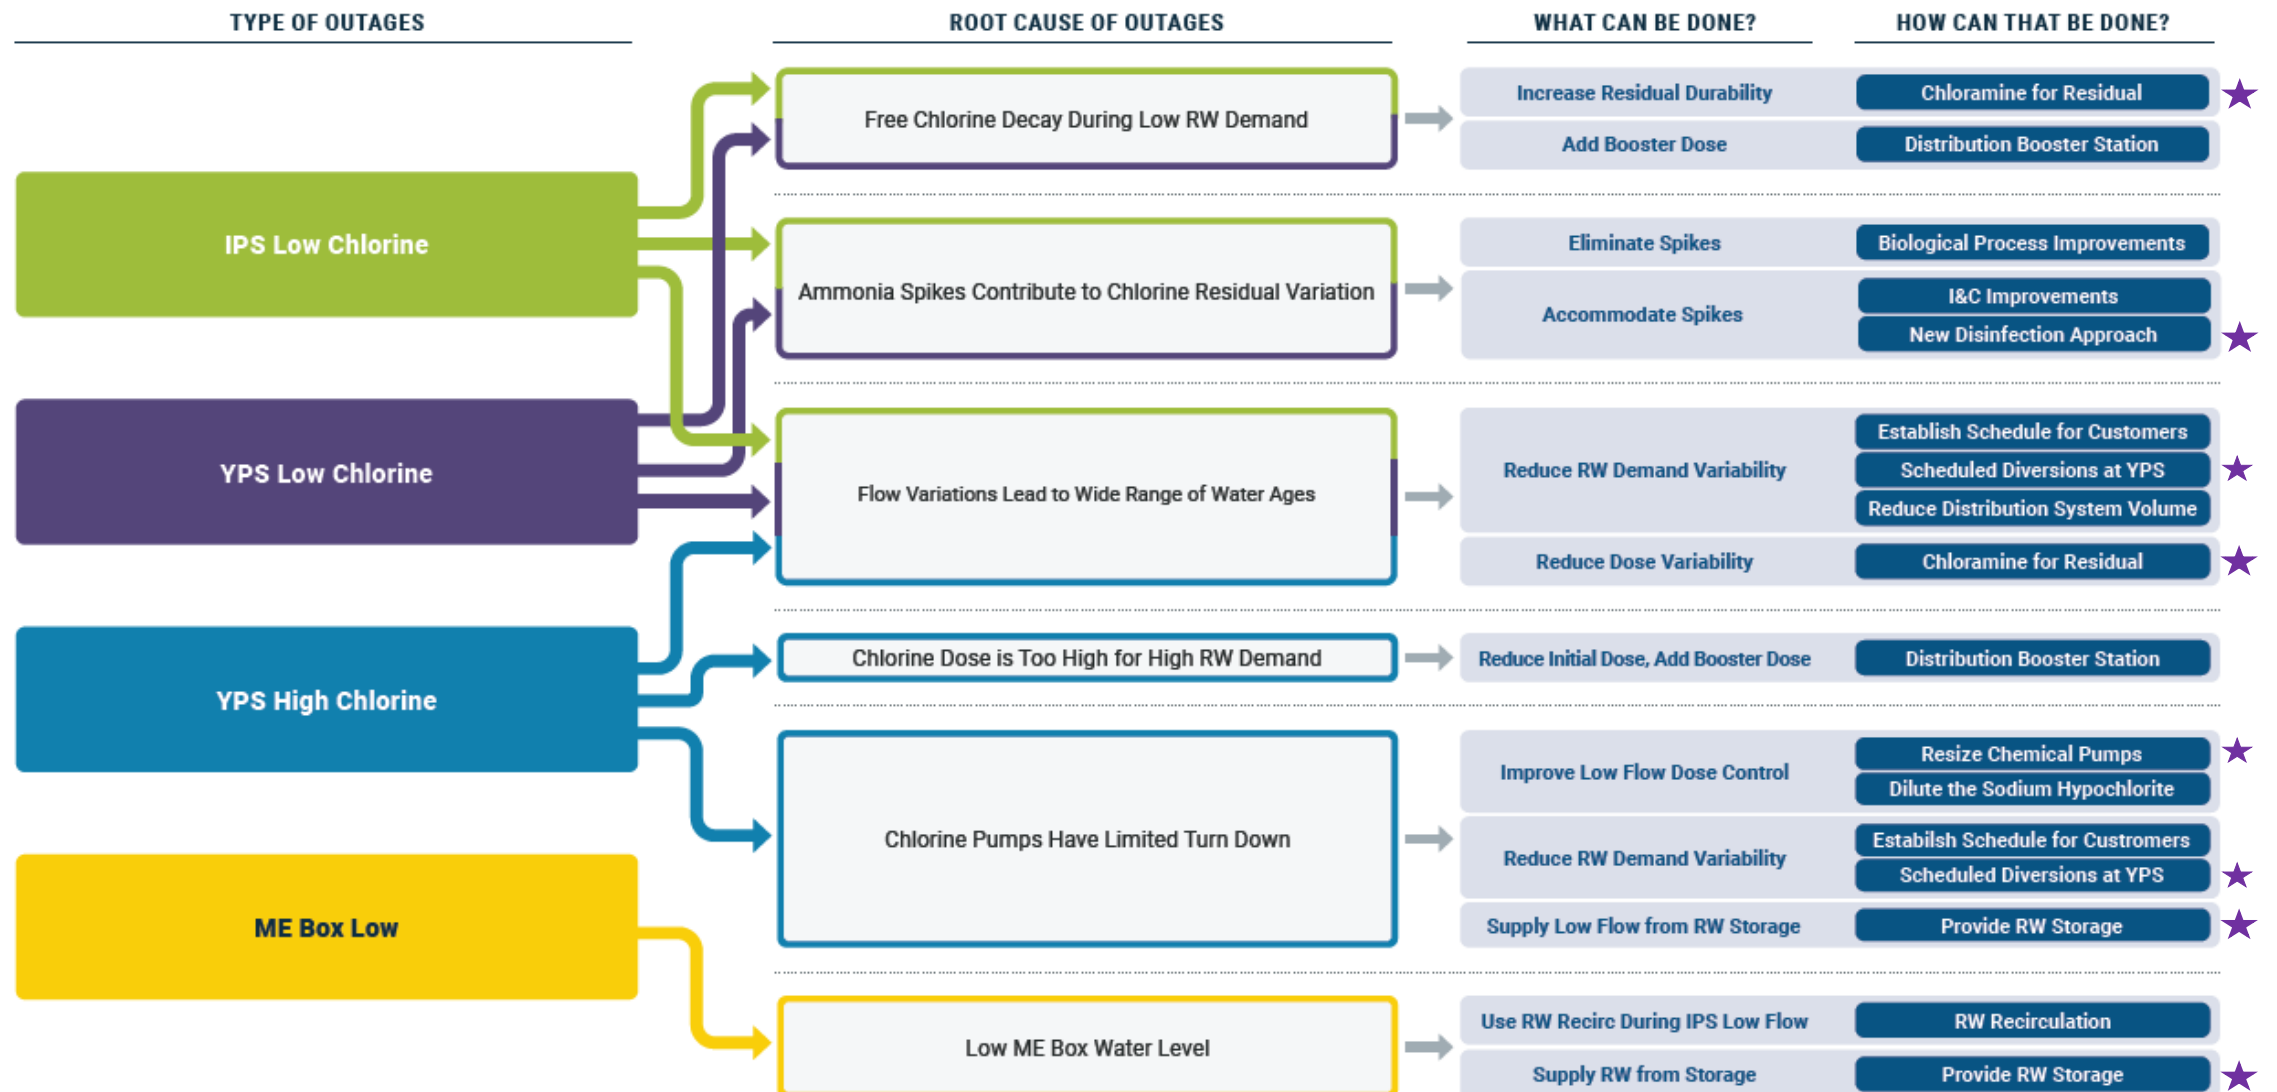 TYPE OF OUTAGES
ROOT CAUSE OF OUTAGES
WHAT CAN BE DONE?
HOW CAN THAT BE DONE?
IPS Low Chlorine
YPS Low Chlorine
YPS High Chlorine
ME Box Low
Free Chlorine Decay During Low RW Demand
Increase Residual Durability
Chloramine for Residual
Add Booster Dose
Distribution Booster Station
Ammonia Spikes Contribute to Chlorine Residual Variation
Eliminate Spikes
Biological Process Improvements
Accommodate Spikes
I&C Improvements
New Disinfection Approach
Flow Variations Lead to Wide Range of Water Ages
Reduce RW Demand Variability
Establish Schedule for Customers
Scheduled Diversions at YPS
Reduce Distribution System Volume
Reduce Dose Variability
Chloramine for Residual
Chlorine Dose is Too High for High RW Demand
Reduce Initial Dose, Add Booster Dose
Distribution Booster Station
Chlorine Pumps Have Limited Turn Down
Improve Low Flow Dose Control
Resize Chemical Pumps
Dilute the Sodium Hypochlorite
Reduce RW Demand Variability
Estabilsh Schedule for Custromers
Scheduled Diversions at YPS
Supply Low Flow from RW Storage
Provide RW Storage
Low ME Box Water Level
Use RW Recirc During IPS Low Flow
RW Recirculation
Supply RW from Storage
Provide RW Storage